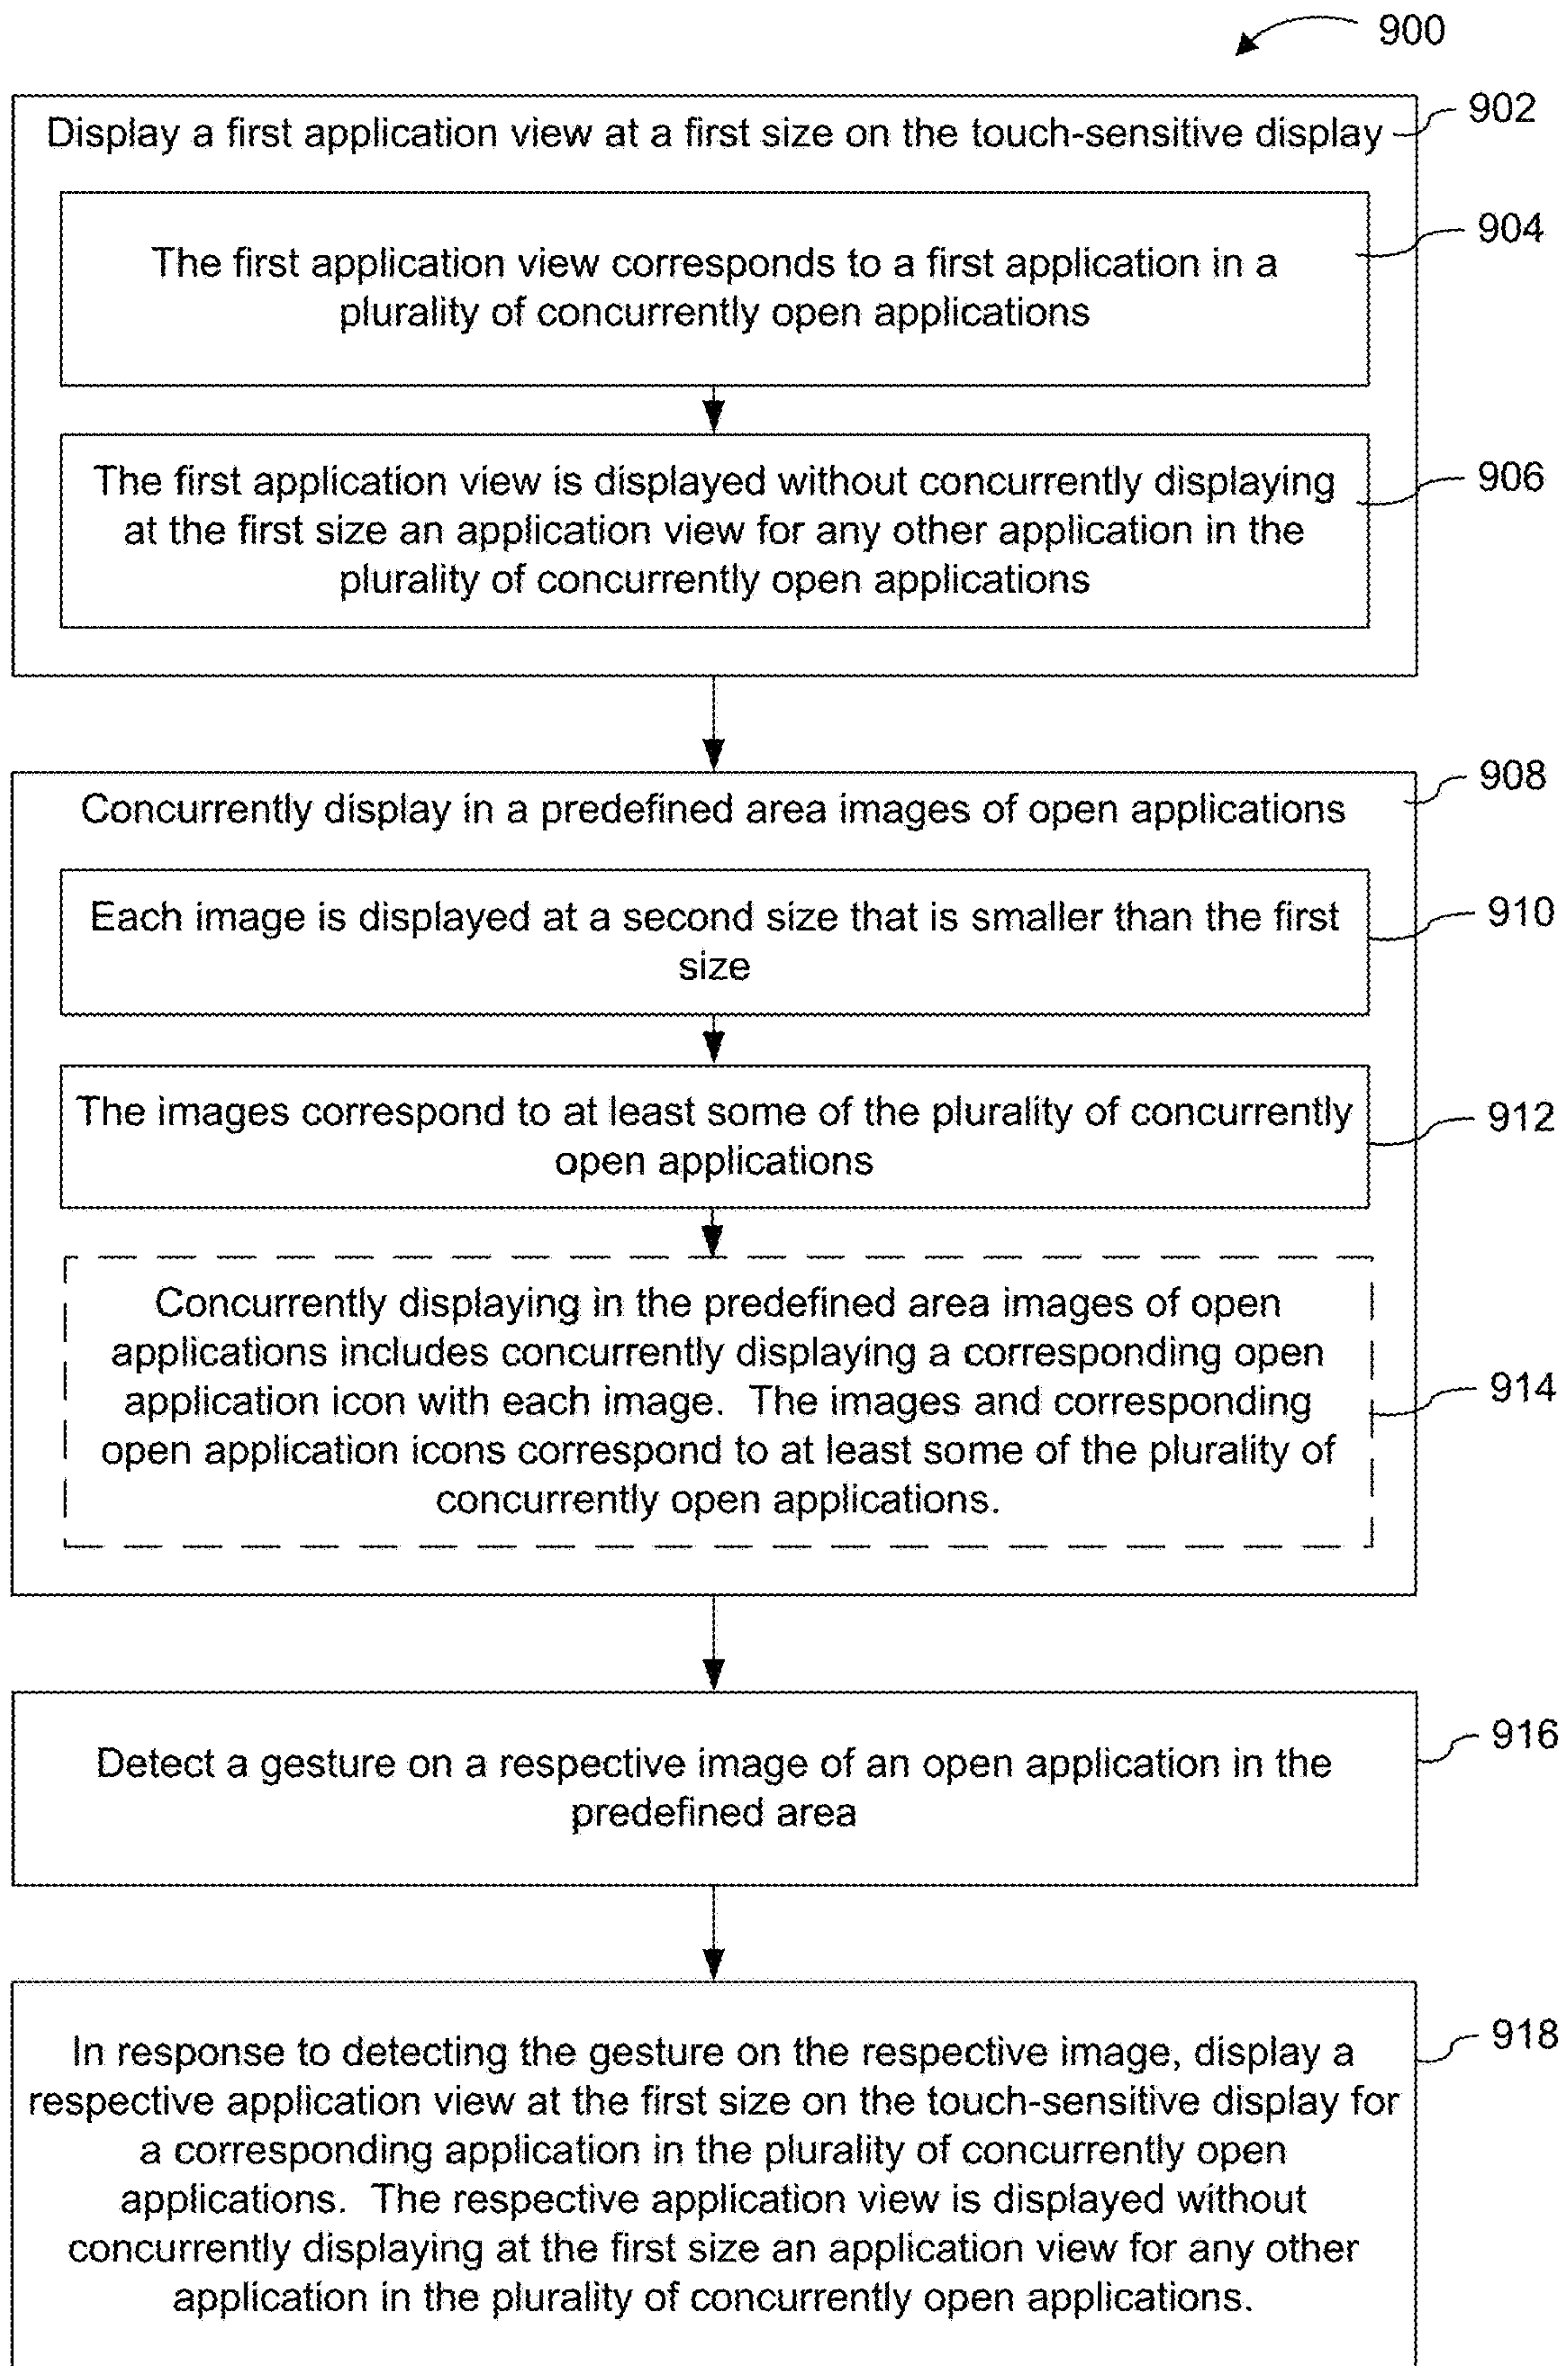 900
Display a first application view at a first size on the touch-sensitive display
902
The first application view corresponds to a first application in a
plurality of concurrently open applications
904
The first application view is displayed without concurrently displaying
at the first size an application view for any other application in the
plurality of concurrently open applications
906
Concurrently display in a predefined area images of open applications
908
Each image is displayed at a second size that is smaller than the first
size
910
The images correspond to at least some of the plurality of concurrently
open applications
912
Concurrently displaying in the predefined area images of open
applications includes concurrently displaying a corresponding open
application icon with each image.  The images and corresponding
open application icons correspond to at least some of the plurality of
concurrently open applications.
914
Detect a gesture on a respective image of an open application in the
predefined area
916
In response to detecting the gesture on the respective image, display a
respective application view at the first size on the touch-sensitive display for
a corresponding application in the plurality of concurrently open
applications.  The respective application view is displayed without
concurrently displaying at the first size an application view for any other
application in the plurality of concurrently open applications.
918